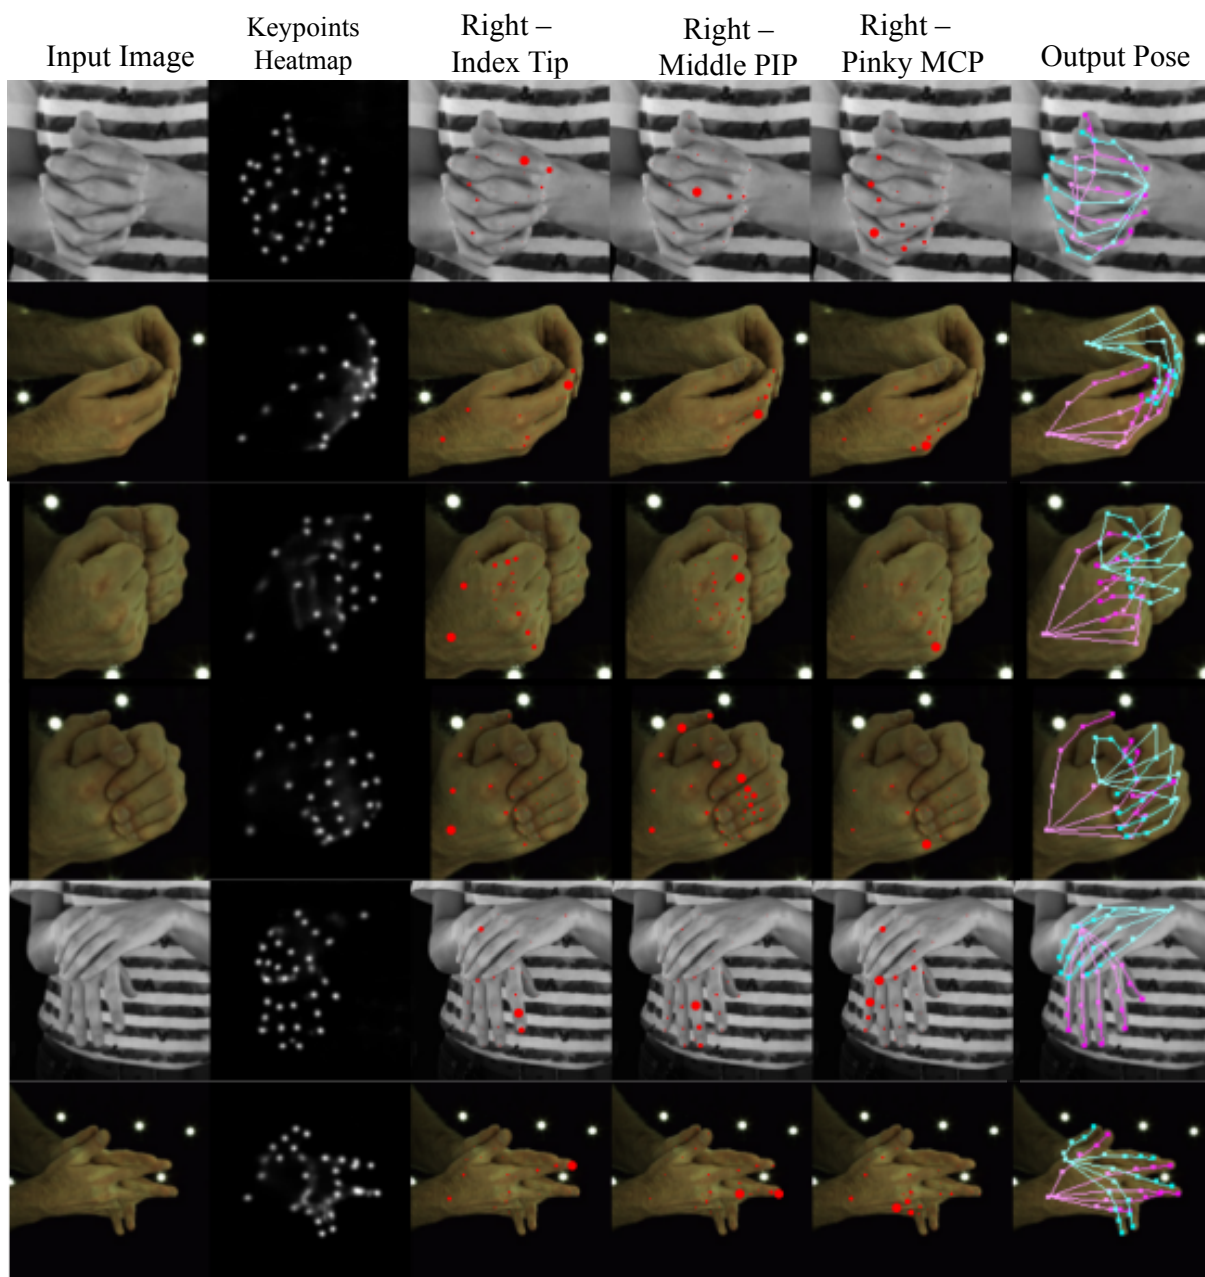 Input Image
Keypoints
Heatmap
Right –
Index Tip
Right –
Middle PIP
Right –
Pinky MCP
Output Pose